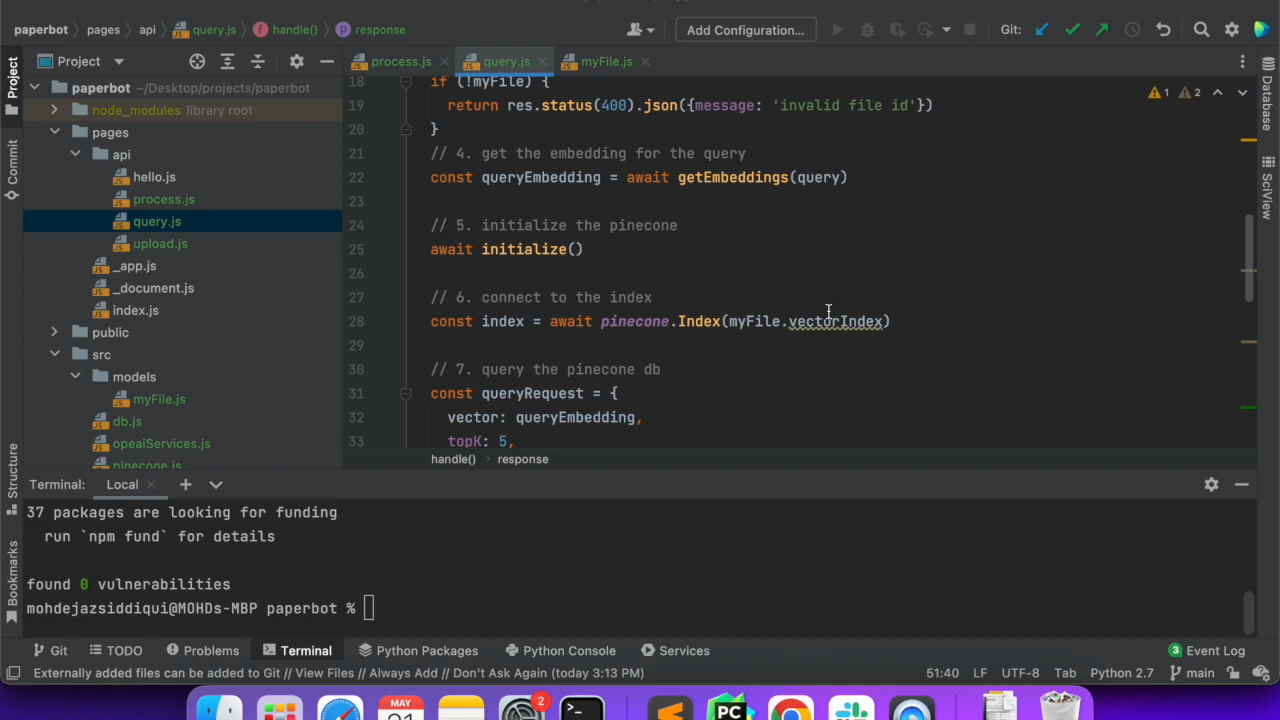 paperbot pages api query.js handle() response
Add Configuration... Git:
Project
process.js query.js myFile.js
paperbot ~/Desktop/projects/paperbot
node_modules library root
pages
api
hello.js
process.js
query.js
upload.js
_app.js
_document.js
index.js
public
src
models
myFile.js
db.js
opeaiServices.js
pinecone.js
Project
Commit
Structure
Bookmarks
18 if (!myFile) {
19 return res.status(400).json({message: 'invalid file id'})
20 }
21 // 4. get the embedding for the query
22 const queryEmbedding = await getEmbeddings(query)
23
24 // 5. initialize the pinecone
25 await initialize()
26
27 // 6. connect to the index
28 const index = await pinecone.Index(myFile.vectorIndex)
29
30 // 7. query the pinecone db
31 const queryRequest = {
32 vector: queryEmbedding,
33 topK: 5,
1 2
handle() response
Database
SciView
Terminal: Local
37 packages are looking for funding
run `npm fund` for details
found 0 vulnerabilities
mohdejazsiddiqui@MOHDs-MBP paperbot %
Git TODO Problems Terminal Python Packages Python Console Services 3 Event Log
Externally added files can be added to Git // View Files // Always Add // Don't Ask Again (today 3:13 PM) 51:40 LF UTF-8 Tab Python 2.7 main
MAY
2
PC